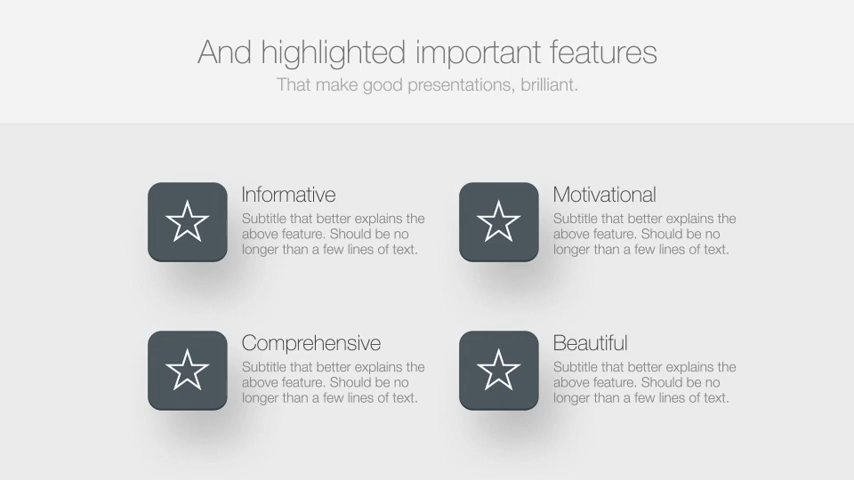 And highlighted important features
That make good presentations, brilliant.
Informative
Subtitle that better explains the
above feature. Should be no
longer than a few lines of text.
Motivational
Subtitle that better explains the
above feature. Should be no
longer than a few lines of text.
Comprehensive
Subtitle that better explains the
above feature. Should be no
longer than a few lines of text.
Beautiful
Subtitle that better explains the
above feature. Should be no
longer than a few lines of text.